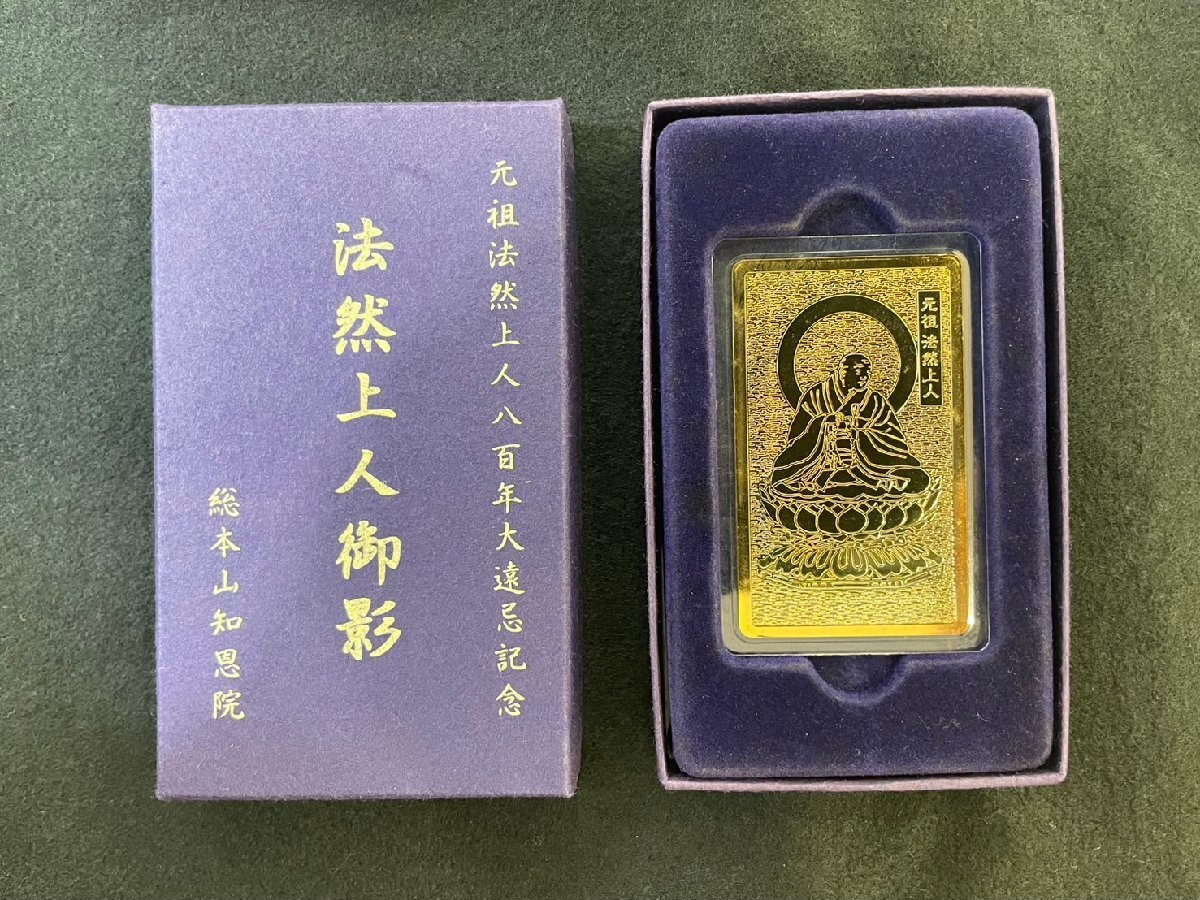 元祖法然上人八百年大遠忌記念
法然上人御影
総本山知恩院
元祖法然上人